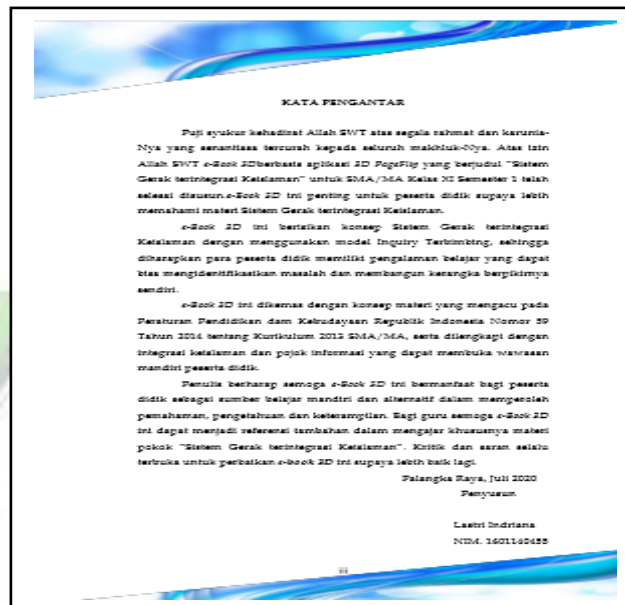 KATA PENGANTAR
Puji syukur kehadirat Allah SWT atas segala rahmat dan karunia-
Nya yang senantiasa tercurah kepada seluruh makhluk-Nya. Atas izin
Allah SWT e-Book 3Dberbasis aplikasi 3D PageFlip yang berjudul "Sistem
Gerak terintegrasi Keislaman" untuk SMA/MA Kelas XI Semester 1 telah
selesai disusun.e-Book 3D ini penting untuk peserta didik supaya lebih
memahami materi Sistem Gerak terintegrasi Keislaman.
e-Book 3D ini berisikan konsep Sistem Gerak terintegrasi
Keislaman dengan menggunakan model Inquiry Terbimbing, sehingga
diharapkan para peserta didik memiliki pengalaman belajar yang dapat
bisa mengidentifikasikan masalah dan membangun kerangka berpikirnya
sendiri.
e-Book 3D ini dikemas dengan konsep materi yang mengacu pada
Peraturan Pendidikan dam Kebudayaan Republik Indonesia Nomor 59
Tahun 2014 tentang Kurikulum 2013 SMA/MA, serta dilengkapi dengan
integrasi keislaman dan pojok informasi yang dapat membuka wawasan
mandiri peserta didik.
Penulis berharap semoga e-Book 3D ini bermanfaat bagi peserta
didik sebagai sumber belajar mandiri dan alternatif dalam memperoleh
pemahaman, pengetahuan dan keterampilan. Bagi guru semoga e-Book 3D
ini dapat menjadi referensi tambahan dalam mengajar khususnya materi
pokok "Sistem Gerak terintegrasi Keislaman". Kritik dan saran selalu
terbuka untuk perbaikan e-book 3D ini supaya lebih baik lagi.
Palangka Raya, Juli 2020
Penyusun
Lastri Indriana
NIM. 1601140455
iii